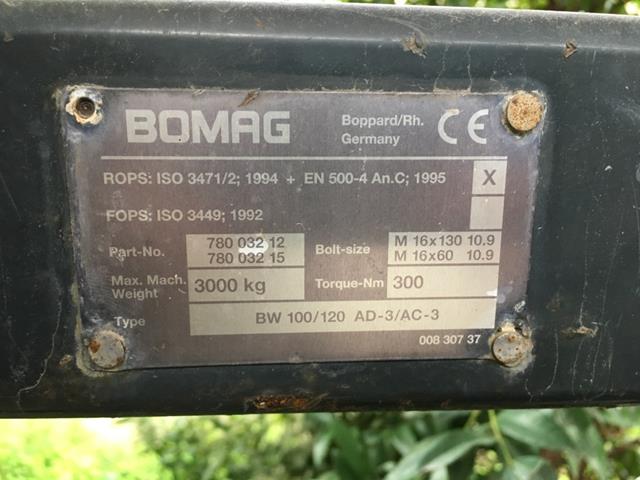 BOMAG
Boppard/Rh.
Germany
CE
ROPS: ISO 3471/2; 1994 + EN 500-4 An.C; 1995 X
FOPS: ISO 3449; 1992
Part-No. 780 032 12
780 032 15
Bolt-size M 16x130 10.9
M 16x60 10.9
Max. Mach.
Weight 3000 kg
Torque-Nm 300
Type BW 100/120 AD-3/AC-3
008 307 37